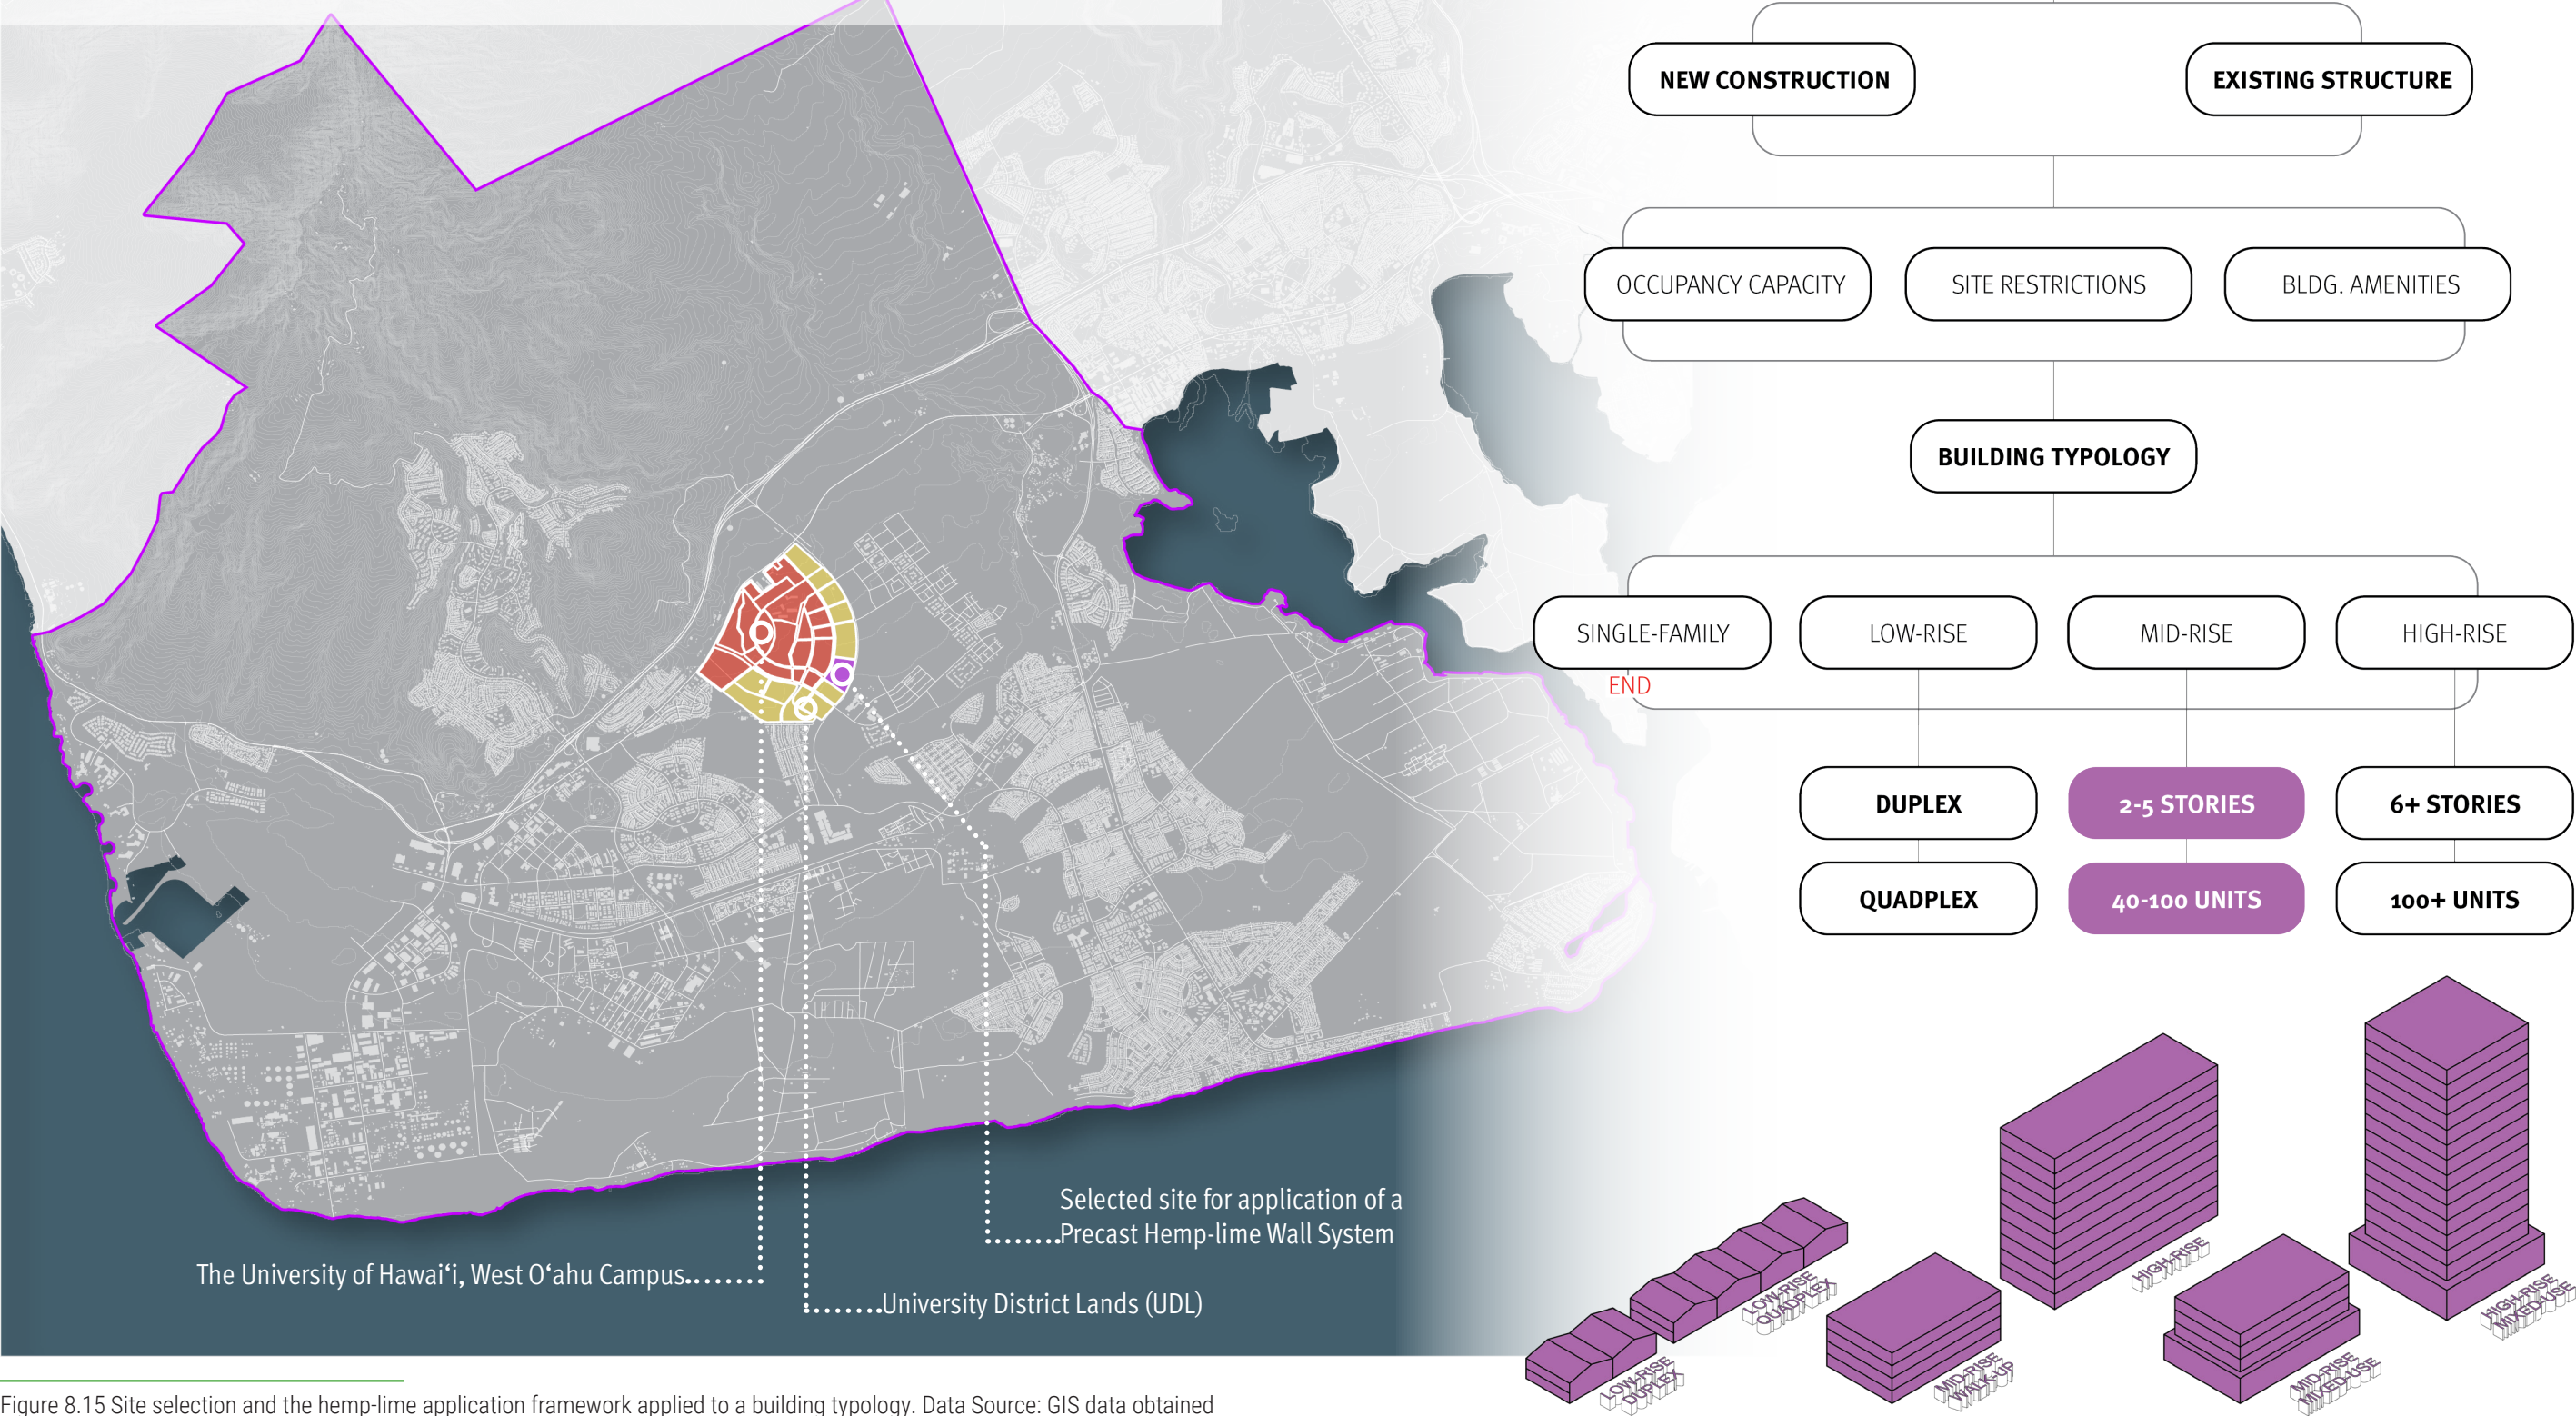 NEW CONSTRUCTION
EXISTING STRUCTURE
OCCUPANCY CAPACITY
SITE RESTRICTIONS
BLDG. AMENITIES
BUILDING TYPOLOGY
SINGLE-FAMILY
LOW-RISE
MID-RISE
HIGH-RISE
END
DUPLEX
2-5 STORIES
6+ STORIES
QUADPLEX
40-100 UNITS
100+ UNITS
Selected site for application of a
Precast Hemp-lime Wall System
The University of Hawaiʻi, West Oʻahu Campus
University District Lands (UDL)
LOW-RISE
DUPLEX
LOW-RISE
QUADPLEX
MID-RISE
WALK-UP
HIGH-RISE
MID-RISE
MIXED-USE
HIGH-RISE
MIXED-USE
Figure 8.15 Site selection and the hemp-lime application framework applied to a building typology. Data Source: GIS data obtained